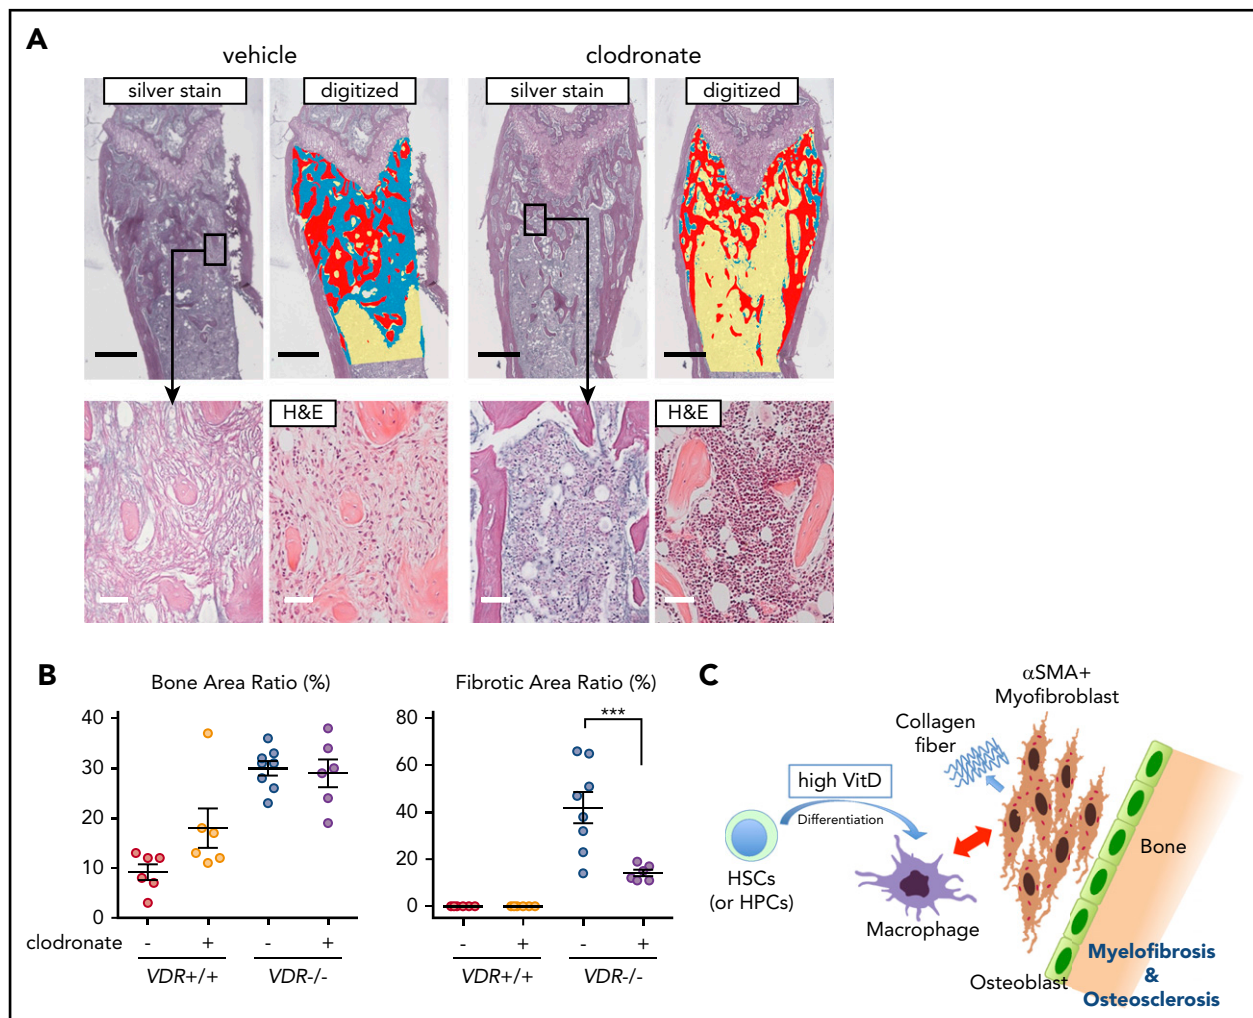 A
vehicle
clodronate
silver stain
digitized
silver stain
digitized
H&E
H&E
B
Bone Area Ratio (%)
40
30
20
10
0
clodronate
-
+
-
+
VDR+/+
VDR-/-
Fibrotic Area Ratio (%)
80
60
40
20
0
***
-
+
-
+
VDR+/+
VDR-/-
C
αSMA+
Myofibroblast
Collagen
fiber
high VitD
Differentiation
HSCs
(or HPCs)
Macrophage
Bone
Osteoblast
Myelofibrosis
&
Osteosclerosis